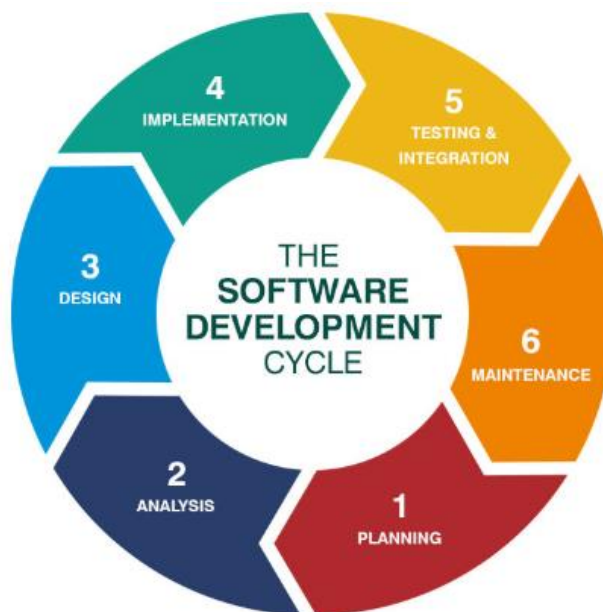 4
IMPLEMENTATION
5
TESTING &
INTEGRATION
3
DESIGN
THE
SOFTWARE
DEVELOPMENT
CYCLE
6
MAINTENANCE
2
ANALYSIS
1
PLANNING